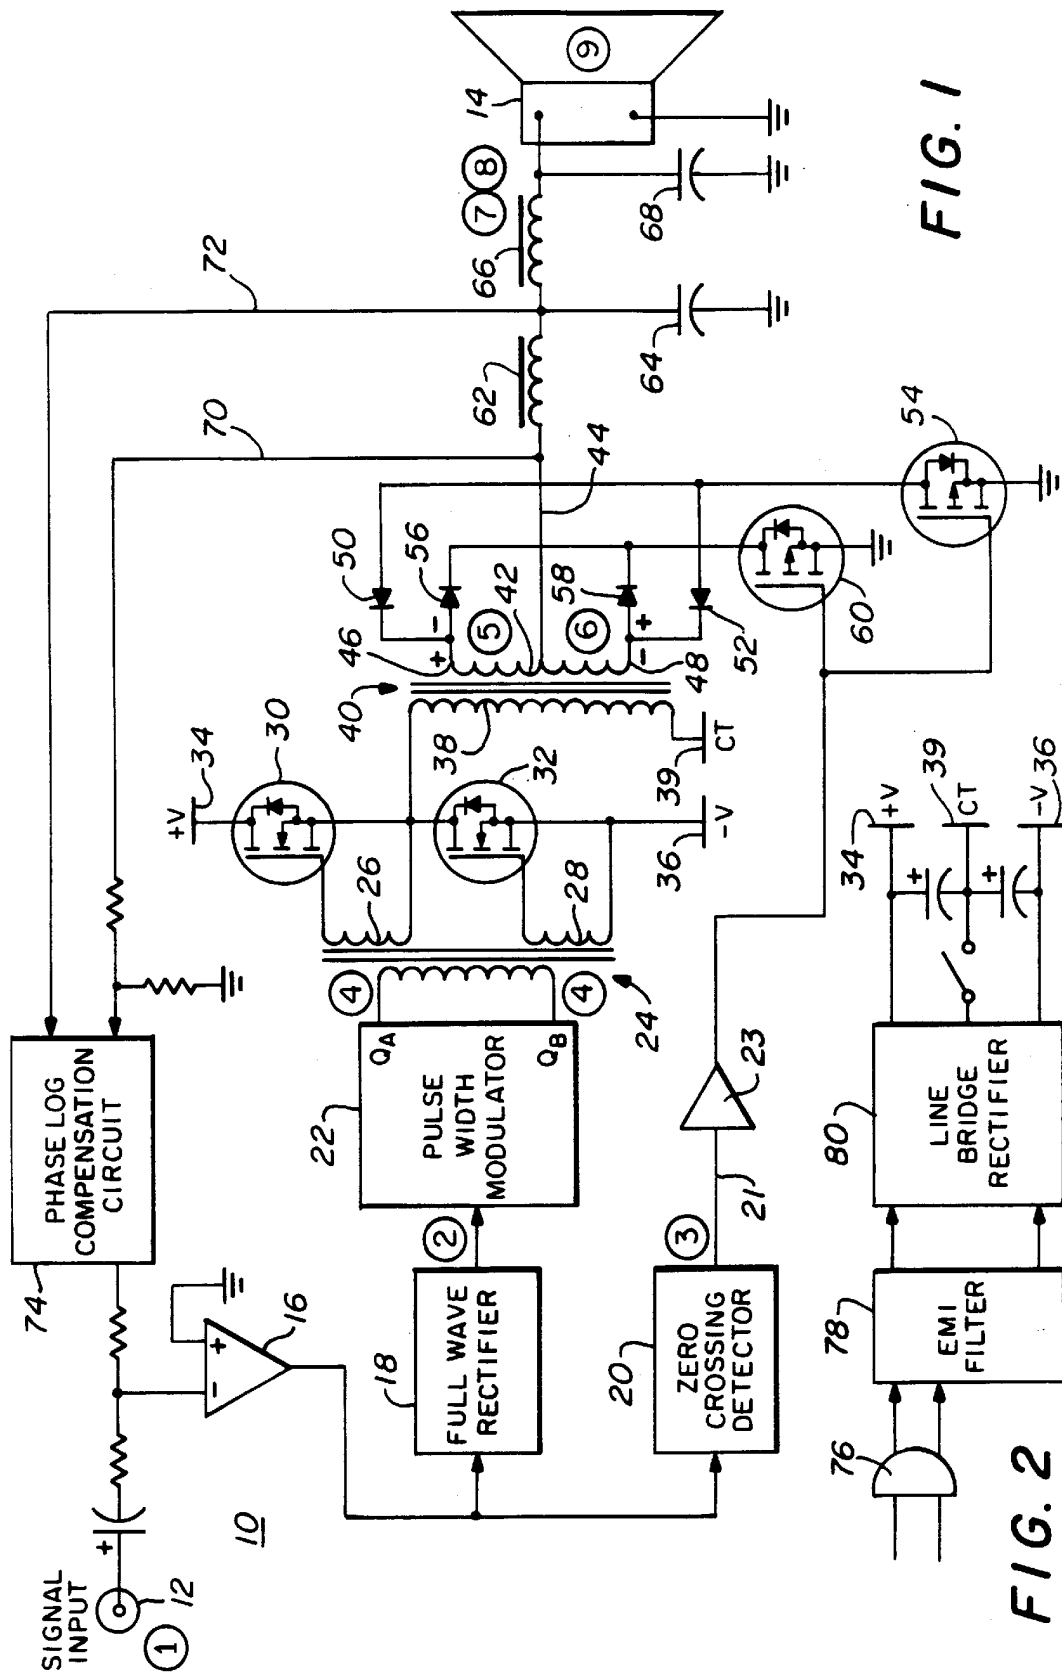 SIGNAL
INPUT
1
12
10
74
PHASE LOG
COMPENSATION
CIRCUIT
16
+
-
+
18
FULL WAVE
RECTIFIER
2
20
ZERO
CROSSING
DETECTOR
3
21
23
22
PULSE
WIDTH
MODULATOR
QA
QB
4
4
24
26
28
+V
34
30
32
36
-V
38
39
CT
40
46
+
-
5
42
6
-
+
48
50
56
58
52
44
60
54
70
72
62
64
66
68
7
8
14
9
FIG. 1
76
78
EMI
FILTER
80
LINE
BRIDGE
RECTIFIER
+
+
34
+V
39
CT
-V
36
FIG. 2